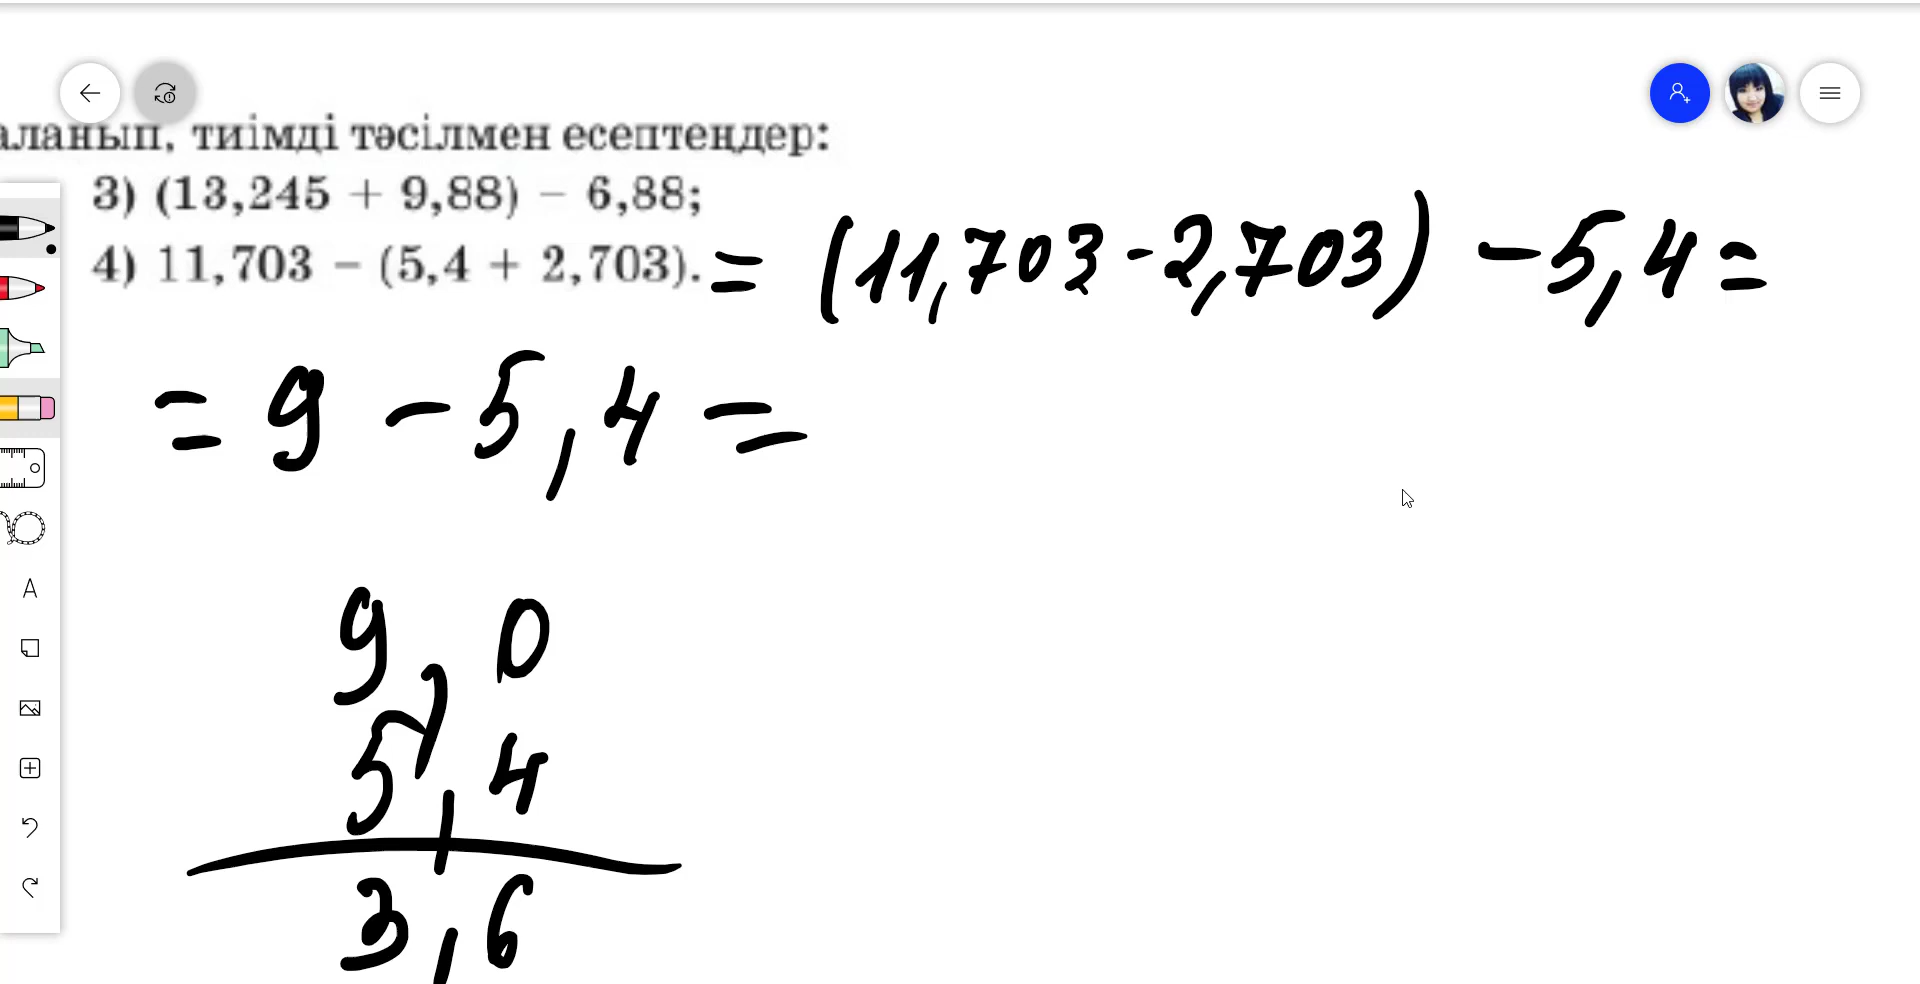 тиімді тәсілмен есептеңдер:
3) (13,245 + 9,88) − 6,88;
4) 11,703 − (5,4 + 2,703). = (11,703 - 2,703) - 5,4 =
= 9 - 5,4 =
9,0
5,4
3,6
A